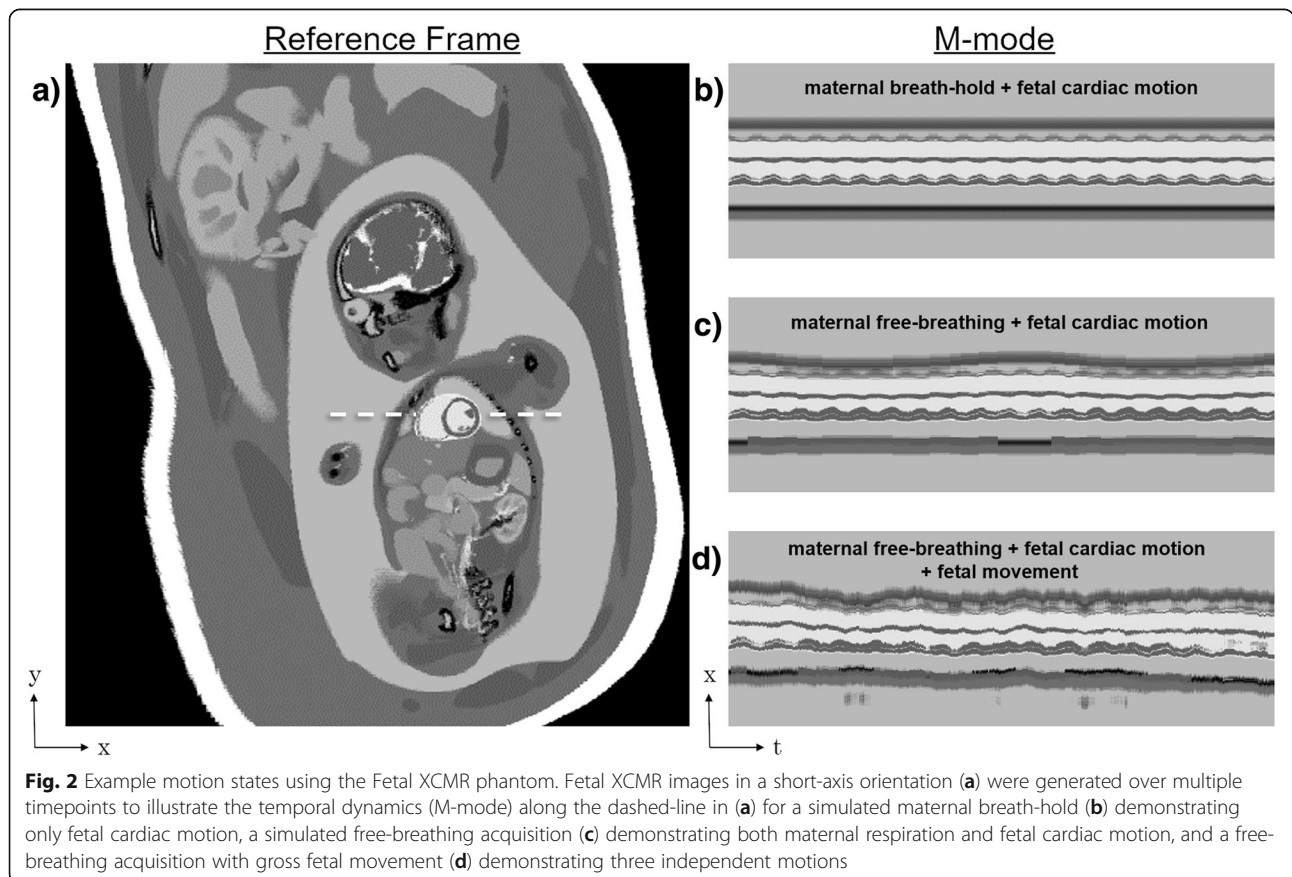 Reference Frame
M-mode
a)
b)
maternal breath-hold + fetal cardiac motion
c)
maternal free-breathing + fetal cardiac motion
d)
maternal free-breathing + fetal cardiac motion
+ fetal movement
y
x
x
t
Fig. 2 Example motion states using the Fetal XCMR phantom. Fetal XCMR images in a short-axis orientation (a) were generated over multiple
timepoints to illustrate the temporal dynamics (M-mode) along the dashed-line in (a) for a simulated maternal breath-hold (b) demonstrating
only fetal cardiac motion, a simulated free-breathing acquisition (c) demonstrating both maternal respiration and fetal cardiac motion, and a free-
breathing acquisition with gross fetal movement (d) demonstrating three independent motions